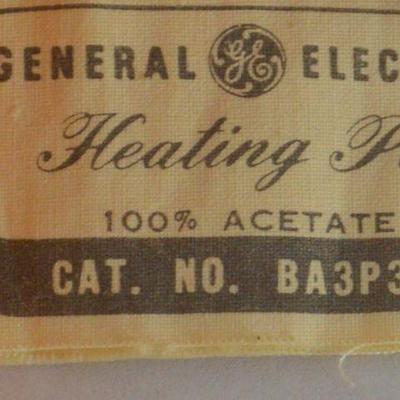 GENERAL GE ELEC
Heating P
100% ACETATE
CAT. NO. BA3P3